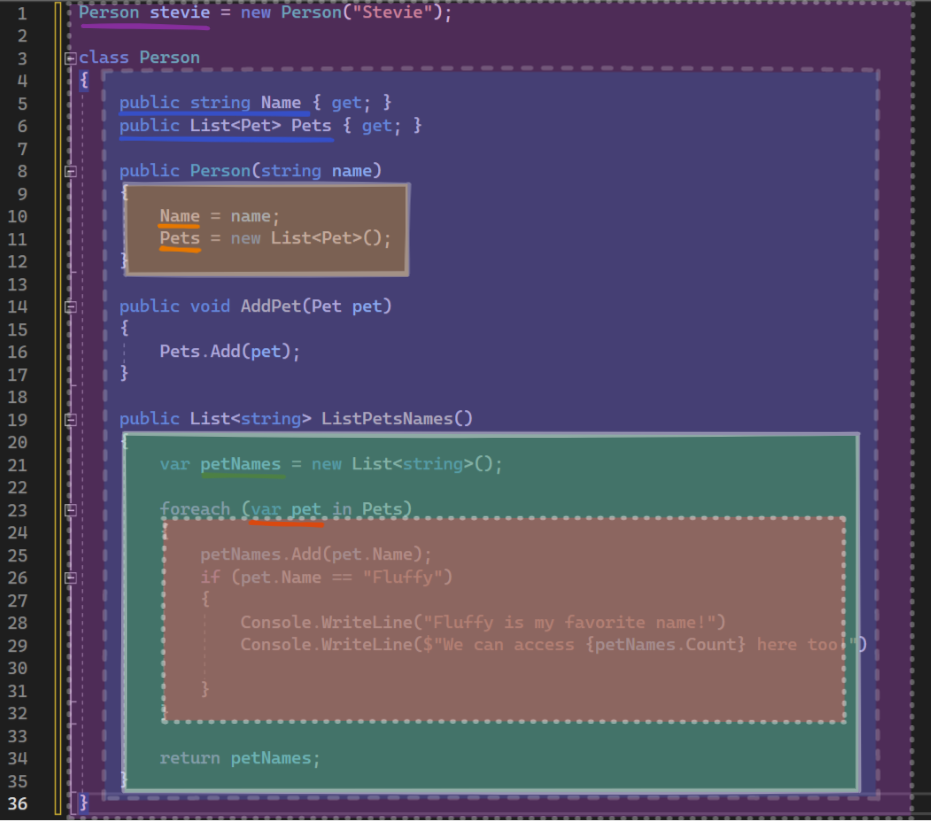 1 Person stevie = new Person("Stevie");
2
3 class Person
4 {
5 public string Name { get; }
6 public List<Pet> Pets { get; }
7
8 public Person(string name)
9 {
10 Name = name;
11 Pets = new List<Pet>();
12 }
13
14 public void AddPet(Pet pet)
15 {
16 Pets.Add(pet);
17 }
18
19 public List<string> ListPetsNames()
20 {
21 var petNames = new List<string>();
22
23 foreach (var pet in Pets)
24
25 petNames.Add(pet.Name);
26 if (pet.Name == "Fluffy")
27 {
28 Console.WriteLine("Fluffy is my favorite name!")
29 Console.WriteLine($"We can access {petNames.Count} here too!")
30
31 }
32
33
34 return petNames;
35 }
36 }